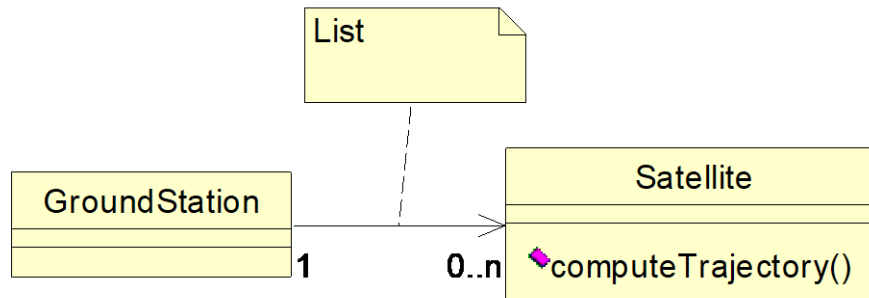 List
GroundStation
Satellite
1
0..n
computeTrajectory()